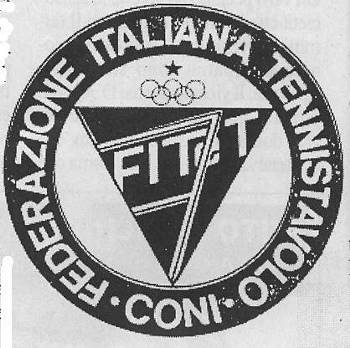 FEDERAZIONE ITALIANA TENNISTAVOLO
FITeT
· CONI ·